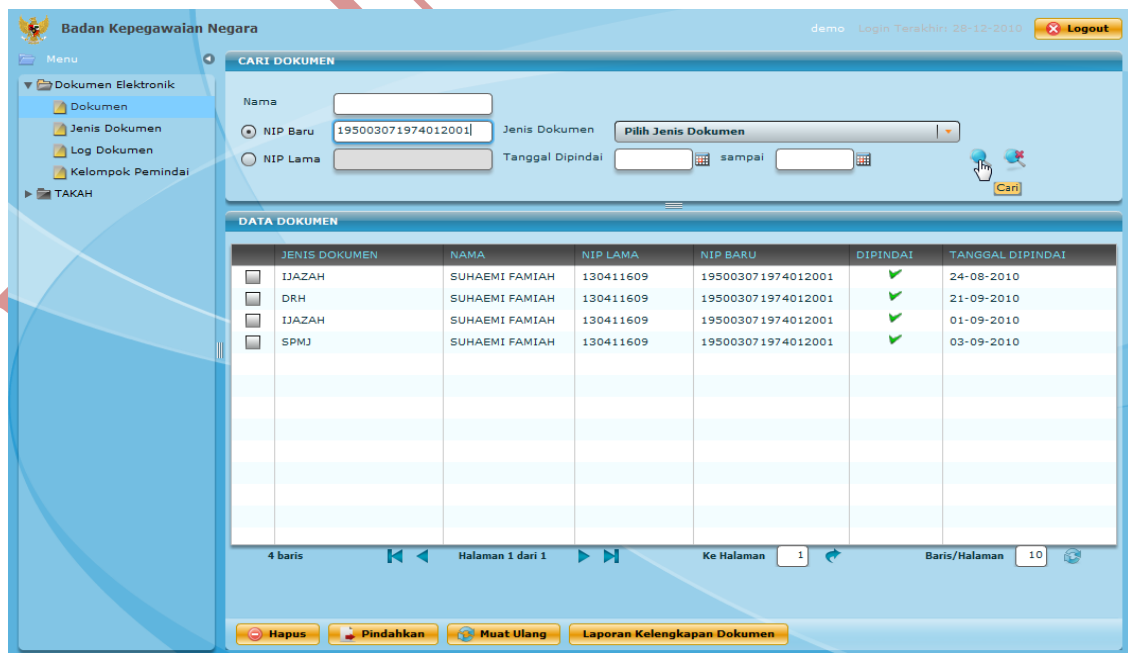 Badan Kepegawaian Negara
demo Login Terakhir: 28-12-2010 Logout
Menu
Dokumen Elektronik
Dokumen
Jenis Dokumen
Log Dokumen
Kelompok Pemindai
TAKAH
CARI DOKUMEN
Nama
NIP Baru 195003071974012001 Jenis Dokumen Pilih Jenis Dokumen
NIP Lama Tanggal Dipindai sampai
Cari
DATA DOKUMEN
JENIS DOKUMEN NAMA NIP LAMA NIP BARU DIPINDAI TANGGAL DIPINDAI
IJAZAH SUHAEMI FAMIAH 130411609 195003071974012001 24-08-2010
DRH SUHAEMI FAMIAH 130411609 195003071974012001 21-09-2010
IJAZAH SUHAEMI FAMIAH 130411609 195003071974012001 01-09-2010
SPMJ SUHAEMI FAMIAH 130411609 195003071974012001 03-09-2010
4 baris Halaman 1 dari 1 Ke Halaman 1 Baris/Halaman 10
Hapus Pindahkan Muat Ulang Laporan Kelengkapan Dokumen